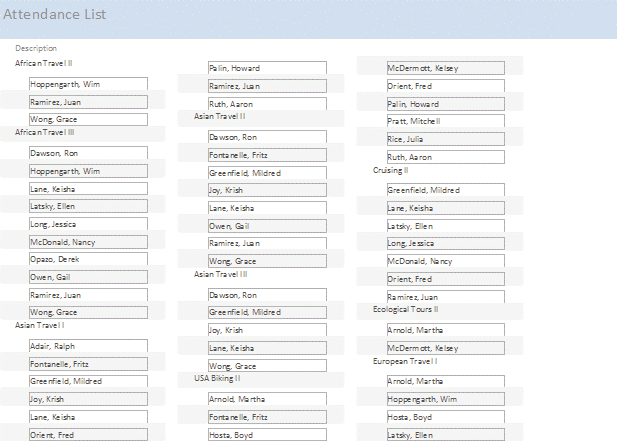 Attendance List
Description
African Travel II
Hoppengarth, Wim
Ramirez, Juan
Wong, Grace
African Travel III
Dawson, Ron
Hoppengarth, Wim
Lane, Keisha
Latsky, Ellen
Long, Jessica
McDonald, Nancy
Opazo, Derek
Owen, Gail
Ramirez, Juan
Wong, Grace
Asian Travel I
Adair, Ralph
Fontanelle, Fritz
Greenfield, Mildred
Joy, Krish
Lane, Keisha
Orient, Fred
Palin, Howard
Ramirez, Juan
Ruth, Aaron
Asian Travel II
Dawson, Ron
Fontanelle, Fritz
Greenfield, Mildred
Joy, Krish
Lane, Keisha
Owen, Gail
Ramirez, Juan
Wong, Grace
Asian Travel III
Dawson, Ron
Greenfield, Mildred
Joy, Krish
Lane, Keisha
Wong, Grace
USA Biking II
Arnold, Martha
Fontanelle, Fritz
Hosta, Boyd
McDermott, Kelsey
Orient, Fred
Palin, Howard
Pratt, Mitchell
Rice, Julia
Ruth, Aaron
Cruising II
Greenfield, Mildred
Lane, Keisha
Latsky, Ellen
Long, Jessica
McDonald, Nancy
Orient, Fred
Ramirez, Juan
Ecological Tours II
Arnold, Martha
McDermott, Kelsey
European Travel I
Arnold, Martha
Hoppengarth, Wim
Hosta, Boyd
Latsky, Ellen